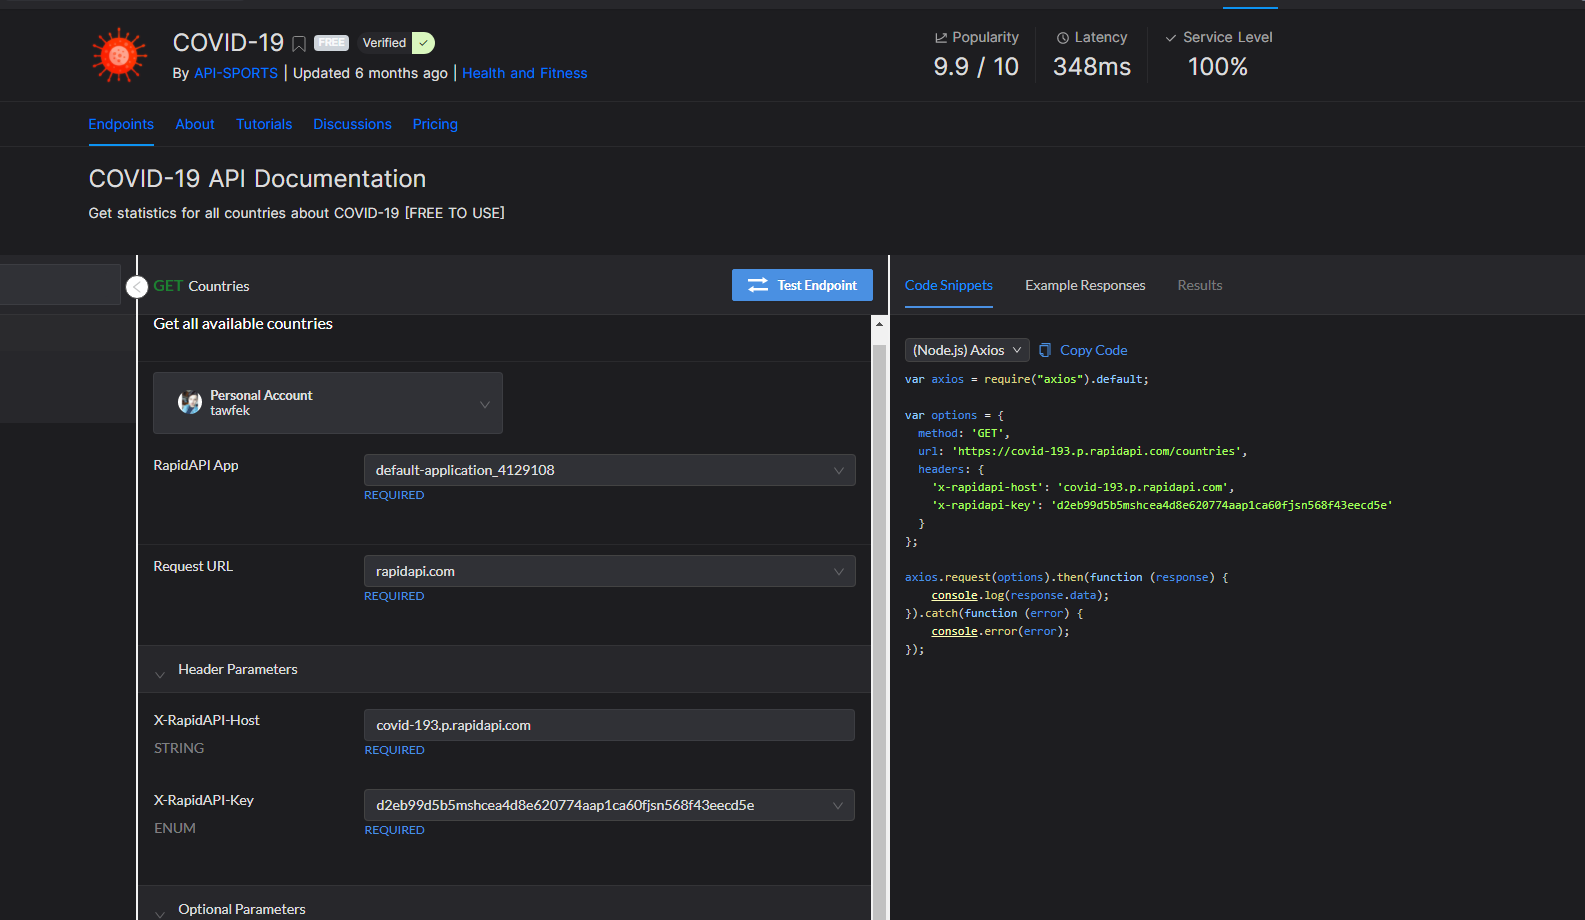 COVID-19 FREE Verified
By API-SPORTS | Updated 6 months ago | Health and Fitness
Popularity
9.9 / 10
Latency
348ms
Service Level
100%
Endpoints About Tutorials Discussions Pricing
COVID-19 API Documentation
Get statistics for all countries about COVID-19 [FREE TO USE]
GET Countries
Test Endpoint
Get all available countries
Personal Account
tawfek
RapidAPI App
default-application_4129108
REQUIRED
Request URL
rapidapi.com
REQUIRED
Header Parameters
X-RapidAPI-Host
STRING
covid-193.p.rapidapi.com
REQUIRED
X-RapidAPI-Key
ENUM
d2eb99d5b5mshcea4d8e620774aap1ca60fjsn568f43eecd5e
REQUIRED
Optional Parameters
Code Snippets Example Responses Results
(Node.js) Axios Copy Code
var axios = require("axios").default;
var options = {
  method: 'GET',
  url: 'https://covid-193.p.rapidapi.com/countries',
  headers: {
    'x-rapidapi-host': 'covid-193.p.rapidapi.com',
    'x-rapidapi-key': 'd2eb99d5b5mshcea4d8e620774aap1ca60fjsn568f43eecd5e'
  }
};
axios.request(options).then(function (response) {
    console.log(response.data);
}).catch(function (error) {
    console.error(error);
});